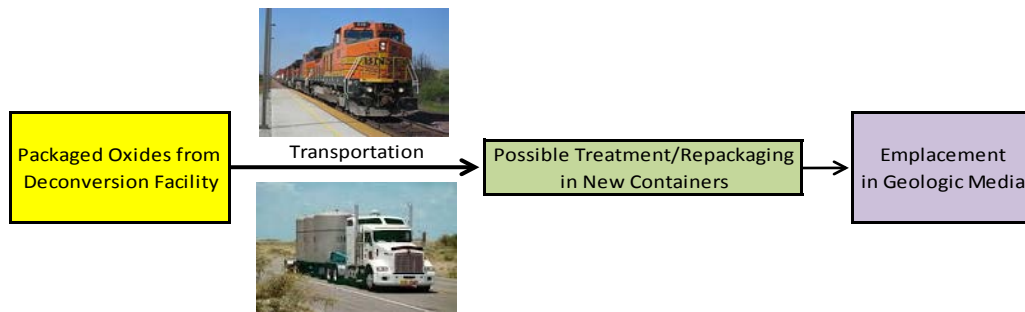 Packaged Oxides from
Deconversion Facility
Transportation
Possible Treatment/Repackaging
in New Containers
Emplacement
in Geologic Media